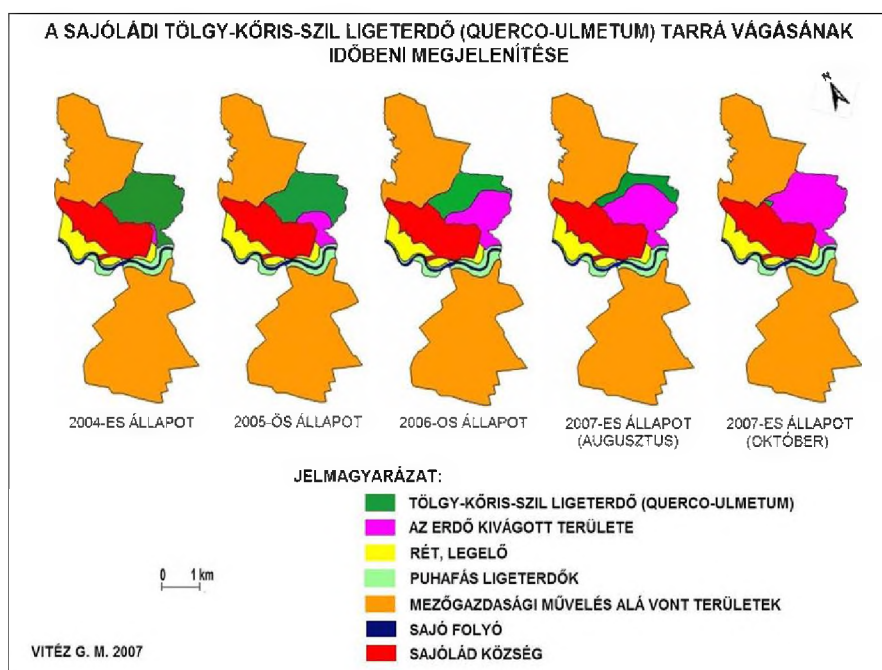 A SAJÓLÁDI TÖLGY-KŐRIS-SZIL LIGETERDŐ (QUERCO-ULMETUM) TARRÁ VÁGÁSÁNAK
IDŐBENI MEGJELENÍTÉSE
N
2004-ES ÁLLAPOT
2005-ÖS ÁLLAPOT
2006-OS ÁLLAPOT
2007-ES ÁLLAPOT
(AUGUSZTUS)
2007-ES ÁLLAPOT
(OKTÓBER)
JELMAGYARÁZAT:
TÖLGY-KŐRIS-SZIL LIGETERDŐ (QUERCO-ULMETUM)
AZ ERDŐ KIVÁGOTT TERÜLETE
RÉT, LEGELŐ
PUHAFÁS LIGETERDŐK
MEZŐGAZDASÁGI MŰVELÉS ALÁ VONT TERÜLETEK
SAJÓ FOLYÓ
SAJÓLÁD KÖZSÉG
0 1 km
VITÉZ G. M. 2007